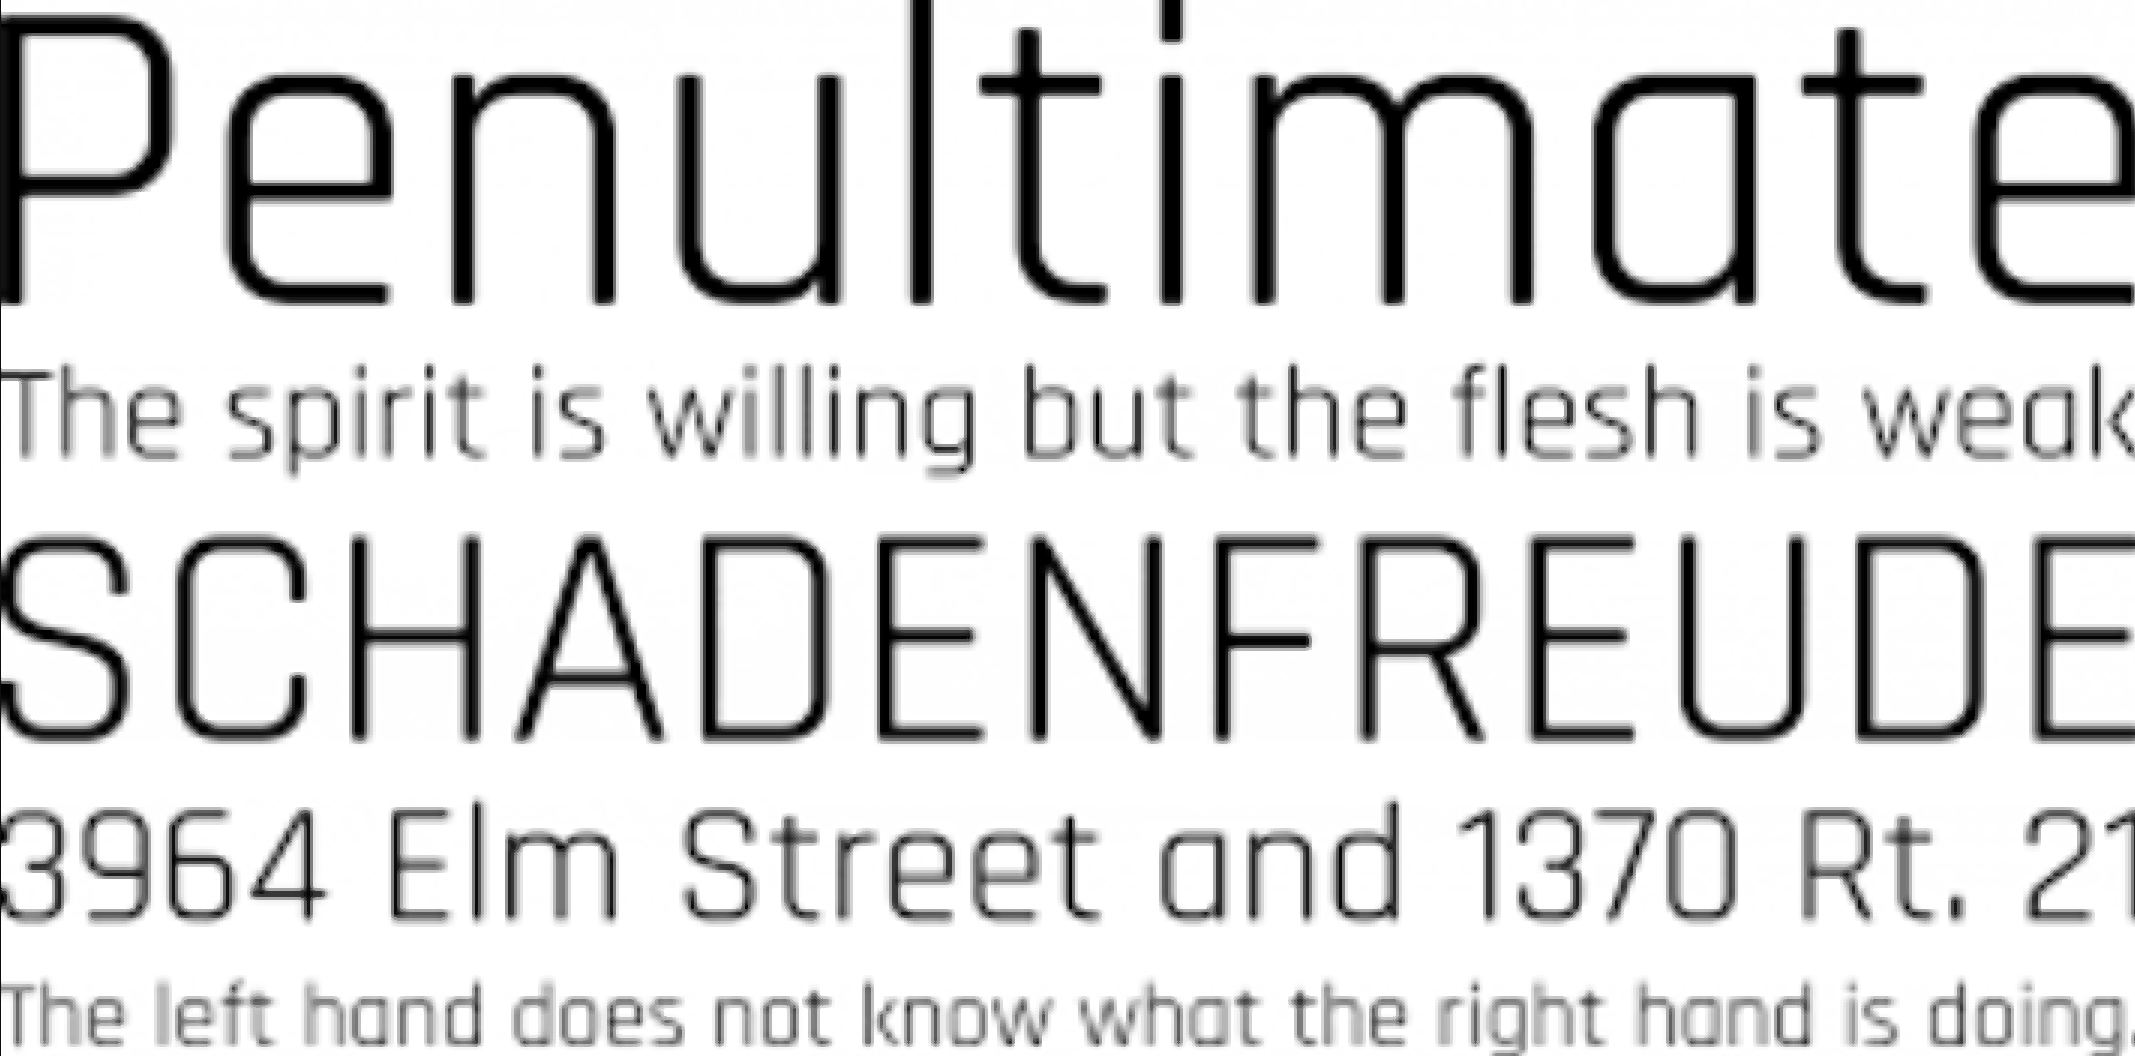 Penultimate
The spirit is willing but the flesh is weak
SCHADENFREUDE
3964 Elm Street and 1370 Rt. 21
The left hand does not know what the right hand is doing.